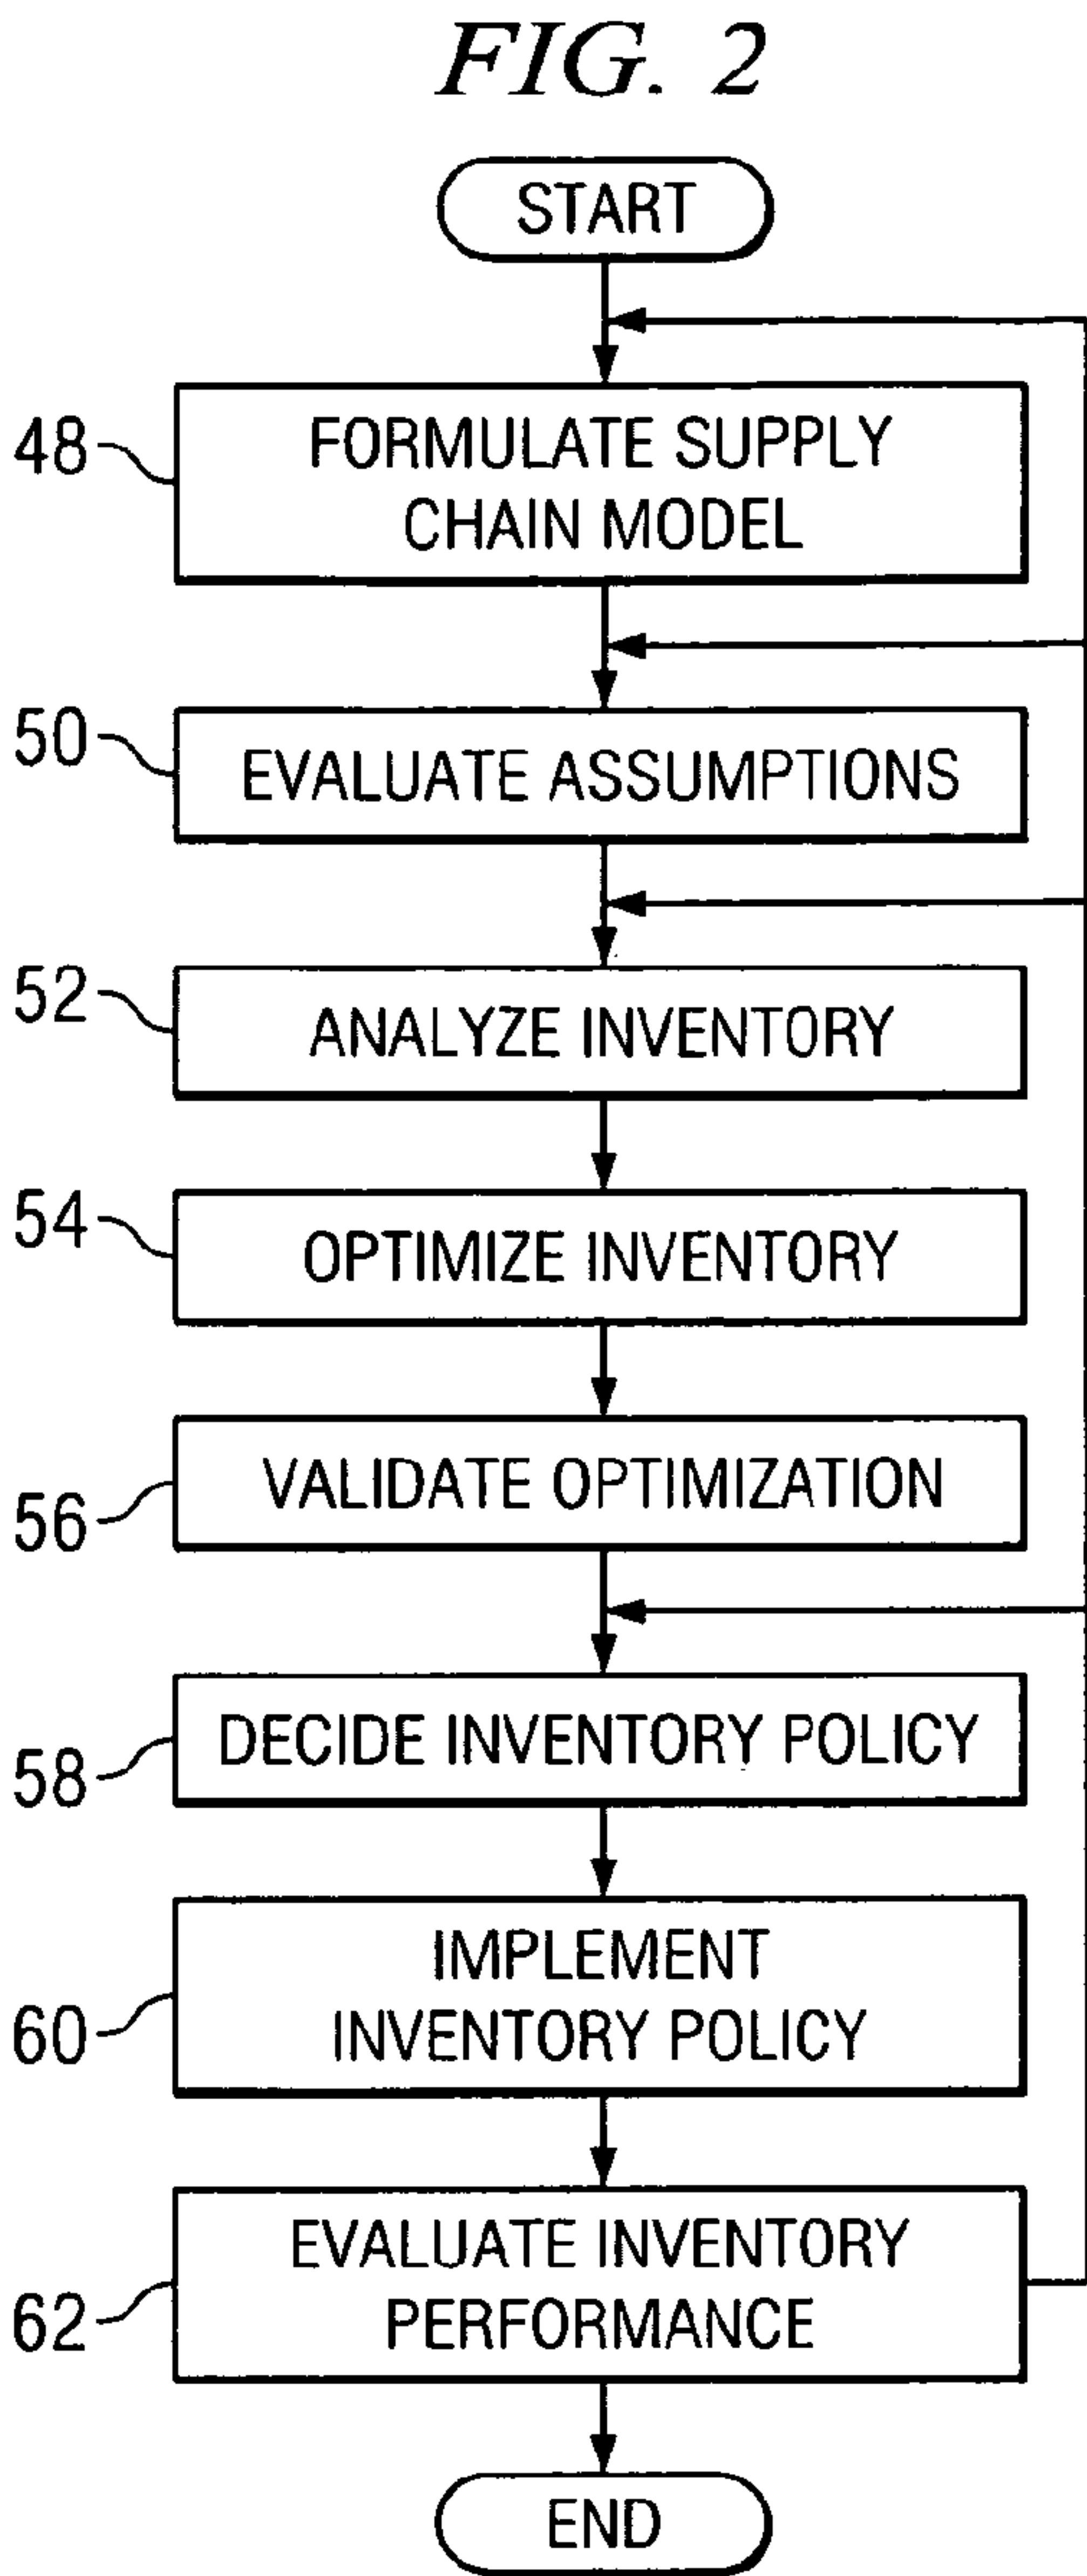 FIG. 2
START
48
FORMULATE SUPPLY
CHAIN MODEL
50
EVALUATE ASSUMPTIONS
52
ANALYZE INVENTORY
54
OPTIMIZE INVENTORY
56
VALIDATE OPTIMIZATION
58
DECIDE INVENTORY POLICY
60
IMPLEMENT
INVENTORY POLICY
62
EVALUATE INVENTORY
PERFORMANCE
END